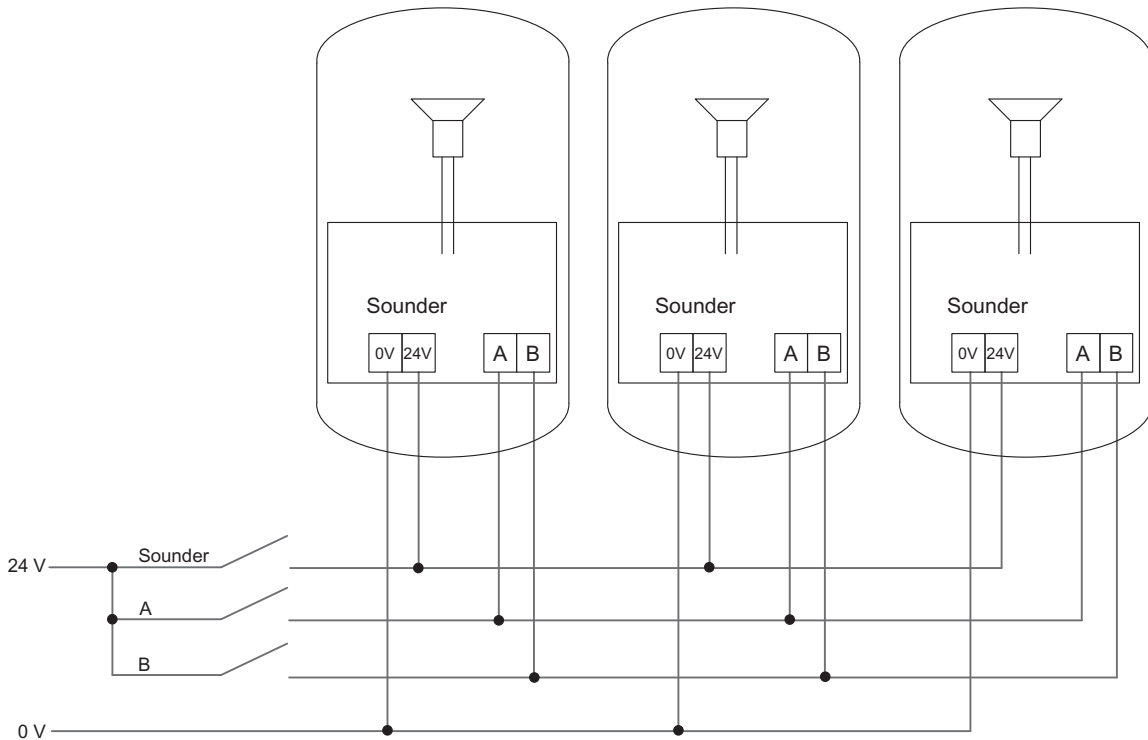 Sounder Sounder Sounder
0V 24V A B 0V 24V A B 0V 24V A B
24 V Sounder
A
B
0 V